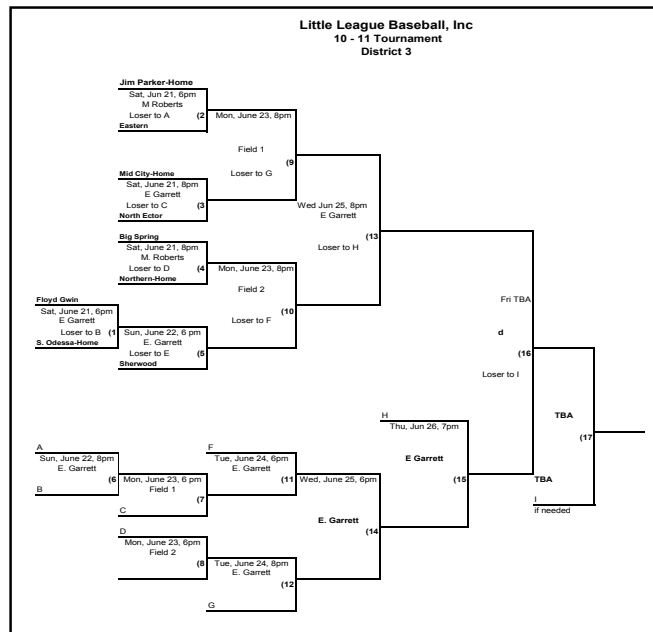 Little League Baseball, Inc
10 - 11 Tournament
District 3
Jim Parker-Home
Sat, Jun 21, 6pm
M Roberts
Loser to A (2
Eastern
Mon, June 23, 8pm
Field 1
(9
Loser to G
Mid City-Home
Sat, June 21, 8pm
E Garrett
Loser to C (3
North Ector
Wed Jun 25, 8pm
E Garrett
(13
Loser to H
Big Spring
Sat, June 21, 8pm
M. Roberts
Loser to D (4
Northern-Home
Mon, June 23, 8pm
Field 2
(10
Loser to F
Floyd Gwin
Sat, June 21, 6pm
E Garrett
Loser to B (1
S. Odessa-Home
Sun, June 22, 6 pm
E. Garrett
Loser to E (5
Sherwood
Fri TBA
d
(16
Loser to I
TBA
(17
TBA
I
if needed
H
Thu, Jun 26, 7pm
E Garrett
(15
A
Sun, June 22, 8pm
E. Garrett
(6
B
Mon, June 23, 6 pm
Field 1
(7
C
F
Tue, June 24, 6pm
E. Garrett
(11
Wed, June 25, 6pm
E. Garrett
(14
D
Mon, June 23, 6pm
Field 2
(8
Tue, June 24, 8pm
E. Garrett
(12
G